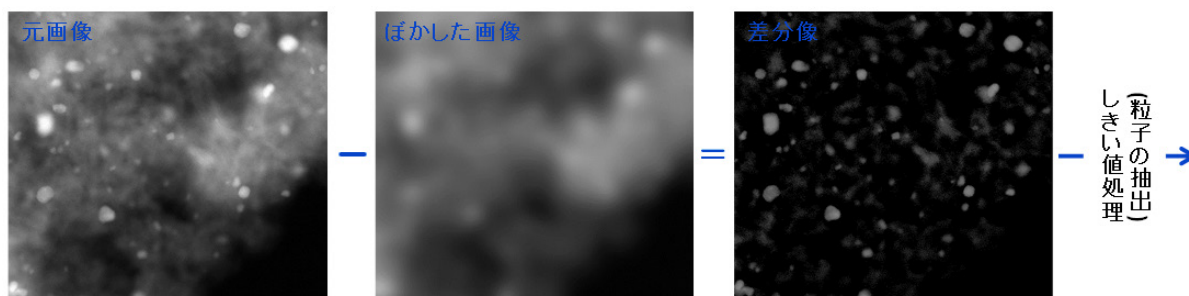 元画像
ぼかした画像
差分像
(粒子の抽出)
しきい値処理